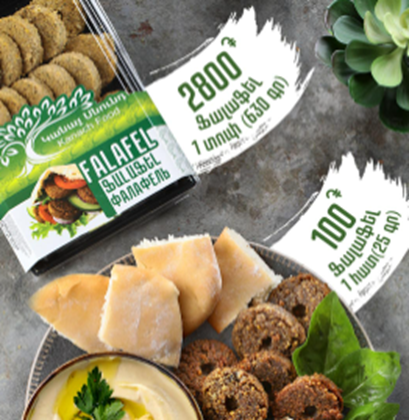 Կանաչ Սնունդ
Kanach Food
FALAFEL
ՖԱԼԱՖԵԼ
ФАЛАФЕЛЬ
2800֏
Ֆալաֆել
1 տուփ (630 գր)
100֏
Ֆալաֆել
1 հատ(25 գր)